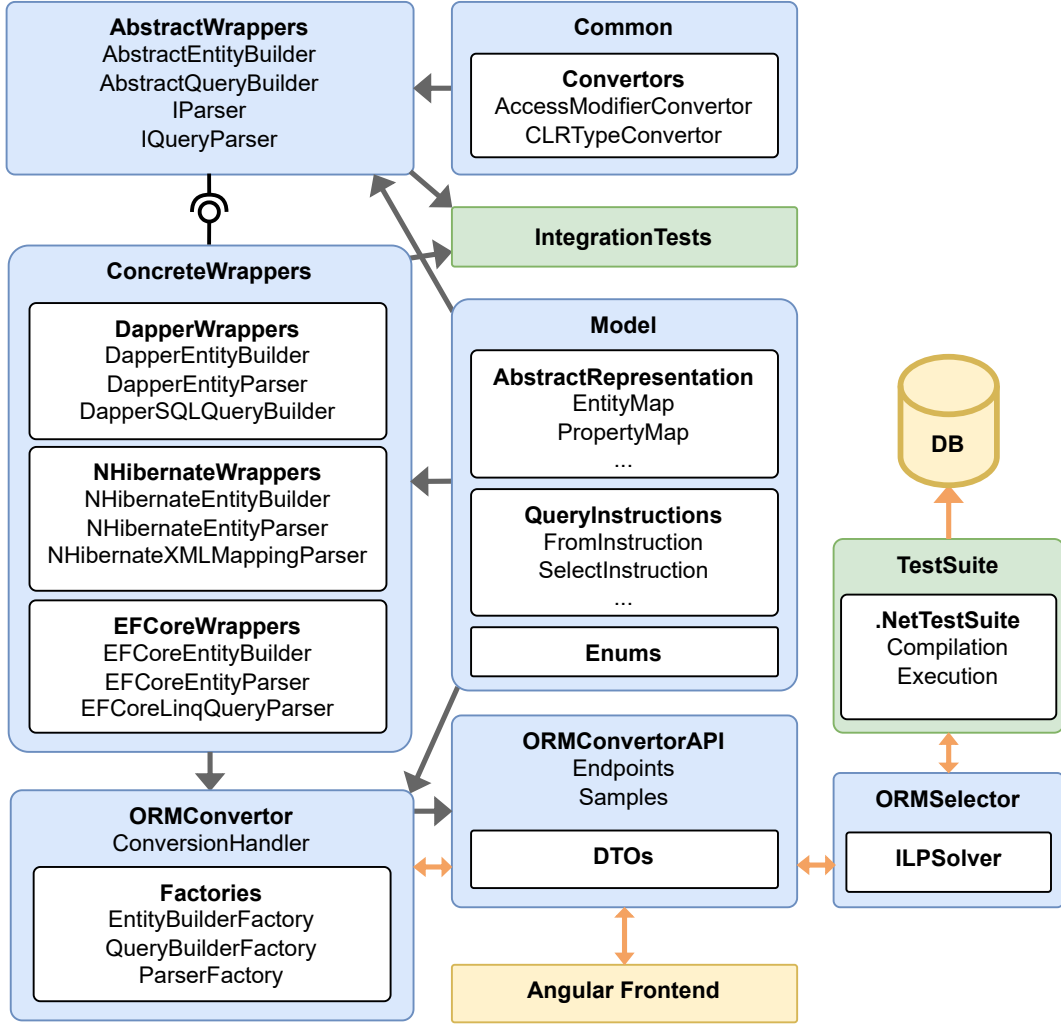 AbstractWrappers
AbstractEntityBuilder
AbstractQueryBuilder
IParser
IQueryParser
Common
Convertors
AccessModifierConvertor
CLRTypeConvertor
IntegrationTests
ConcreteWrappers
DapperWrappers
DapperEntityBuilder
DapperEntityParser
DapperSQLQueryBuilder
NHibernateWrappers
NHibernateEntityBuilder
NHibernateEntityParser
NHibernateXMLMappingParser
EFCoreWrappers
EFCoreEntityBuilder
EFCoreEntityParser
EFCoreLinqQueryParser
Model
AbstractRepresentation
EntityMap
PropertyMap
...
QueryInstructions
FromInstruction
SelectInstruction
...
Enums
DB
TestSuite
.NetTestSuite
Compilation
Execution
ORMConvertor
ConversionHandler
Factories
EntityBuilderFactory
QueryBuilderFactory
ParserFactory
ORMConvertorAPI
Endpoints
Samples
DTOs
ORMSelector
ILPSolver
Angular Frontend